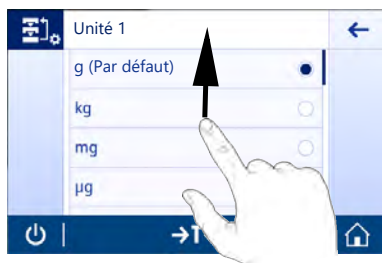 Unité 1
g (Par défaut)
kg
mg
µg
→T